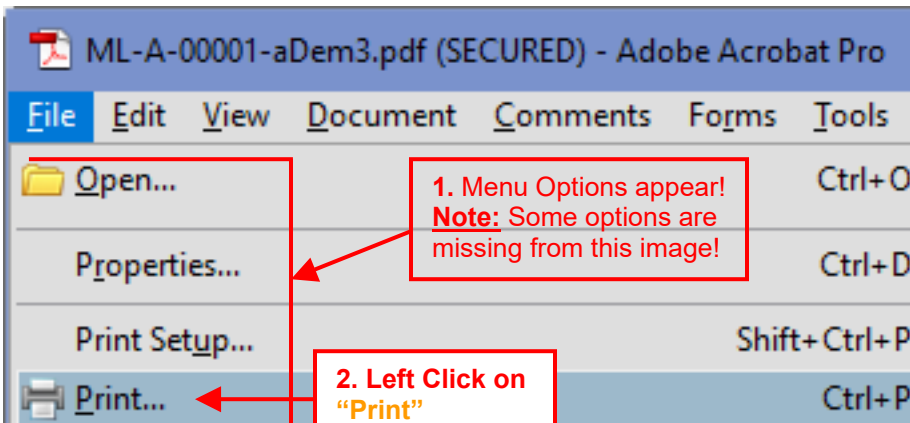 ML-A-00001-aDem3.pdf (SECURED) - Adobe Acrobat Pro
File Edit View Document Comments Forms Tools
Open... Ctrl+O
1. Menu Options appear!
Note: Some options are
missing from this image!
Properties... Ctrl+D
Print Setup... Shift+Ctrl+P
2. Left Click on
“Print”
Print... Ctrl+P